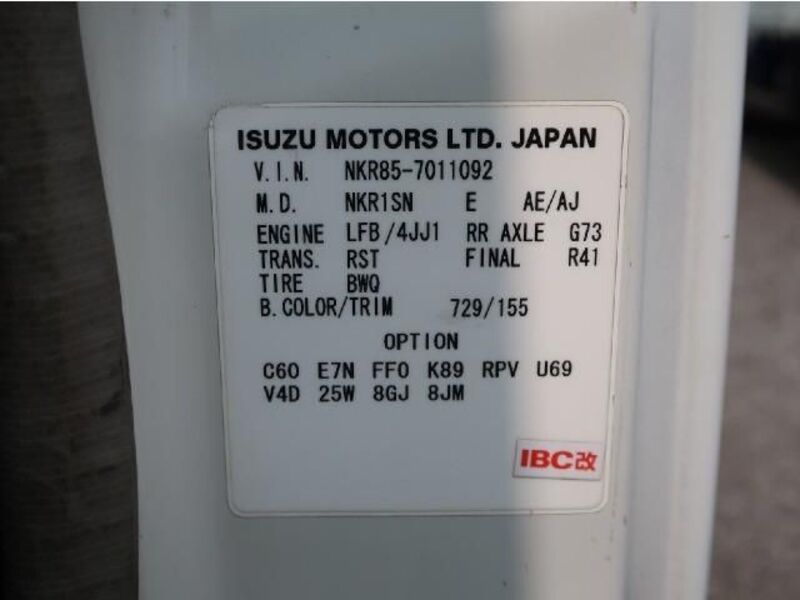 ISUZU MOTORS LTD. JAPAN
V.I.N. NKR85-7011092
M.D. NKR1SN E AE/AJ
ENGINE LFB/4JJ1 RR AXLE G73
TRANS. RST FINAL R41
TIRE BWQ
B.COLOR/TRIM 729/155
OPTION
C60 E7N FF0 K89 RPV U69
V4D 25W 8GJ 8JM
IBC改